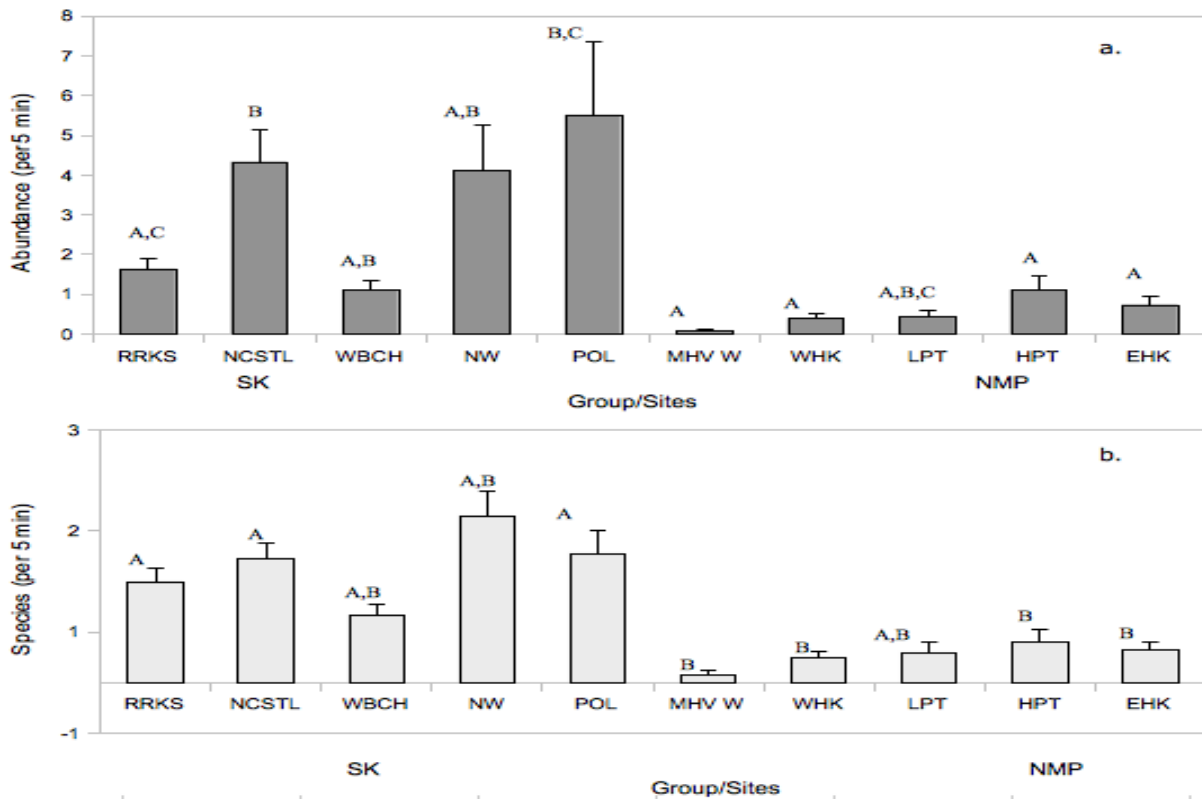 8
a.
B,C
7
6
B
A,B
5
4
3
A,C
2
A,B
A
A
A,B,C
A
A
1
0
Abundance (per 5 min)
RRKS NCSTL WBCH NW POL MHV W WHK LPT HPT EHK
SK NMP
Group/Sites
3
b.
A,B
A
A
2
A
A,B
A,B
B
B
B
B
1
-1
Species (per 5 min)
RRKS NCSTL WBCH NW POL MHV W WHK LPT HPT EHK
SK NMP
Group/Sites